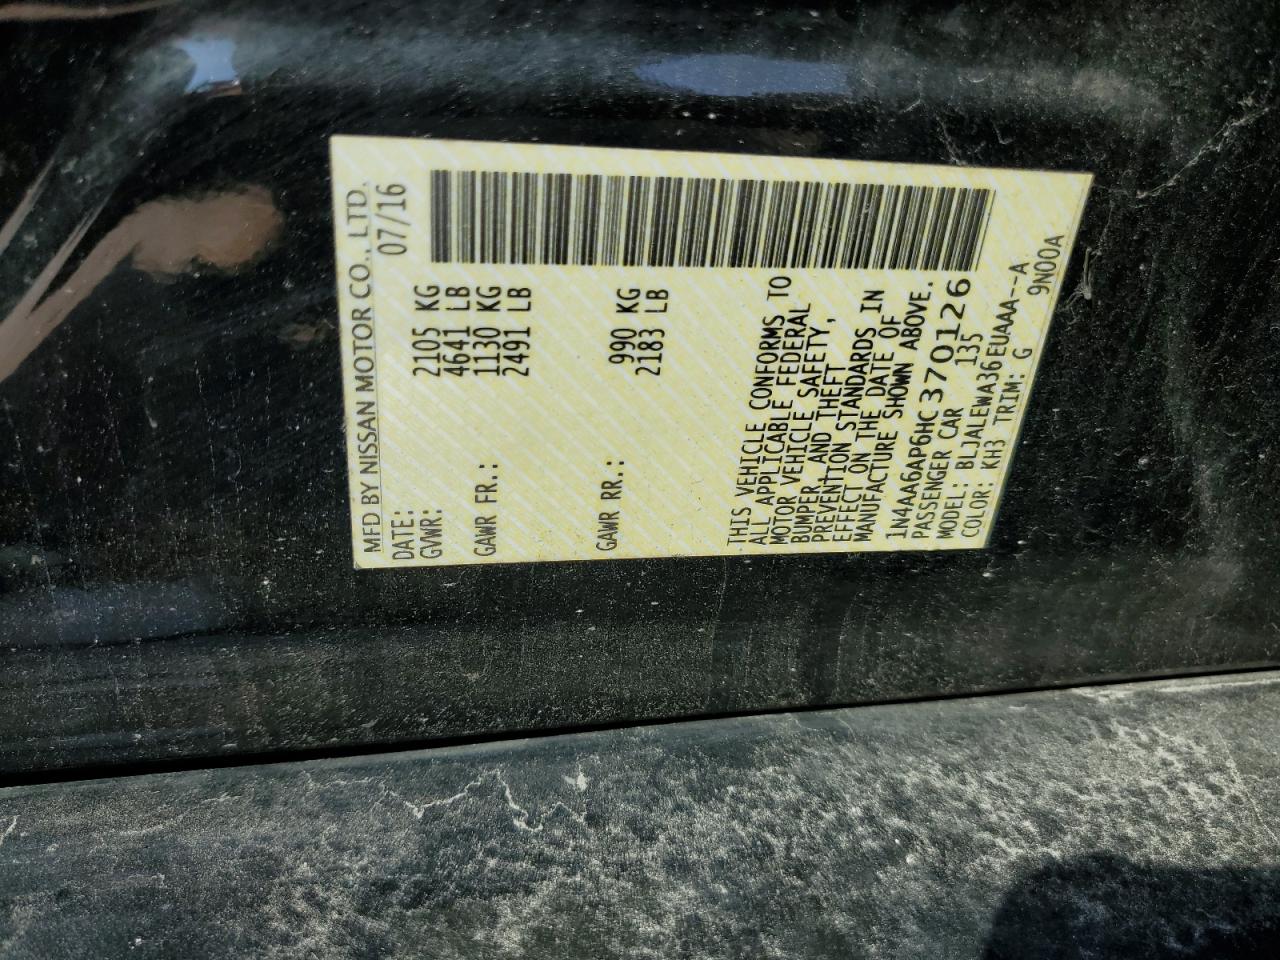 MFD BY NISSAN MOTOR CO., LTD.
DATE: 07/16
GVWR: 2105 KG
4641 LB
GAWR FR.: 1130 KG
2491 LB
GAWR RR.: 990 KG
2183 LB
THIS VEHICLE CONFORMS TO
ALL APPLICABLE FEDERAL
MOTOR VEHICLE SAFETY,
BUMPER, AND THEFT
PREVENTION STANDARDS IN
EFFECT ON THE DATE OF
MANUFACTURE SHOWN ABOVE.
1N4AA6AP6HC370126
PASSENGER CAR 135
MODEL: BLJALEWA36EUAAA--A
COLOR: KH3 TRIM: G 9N00A